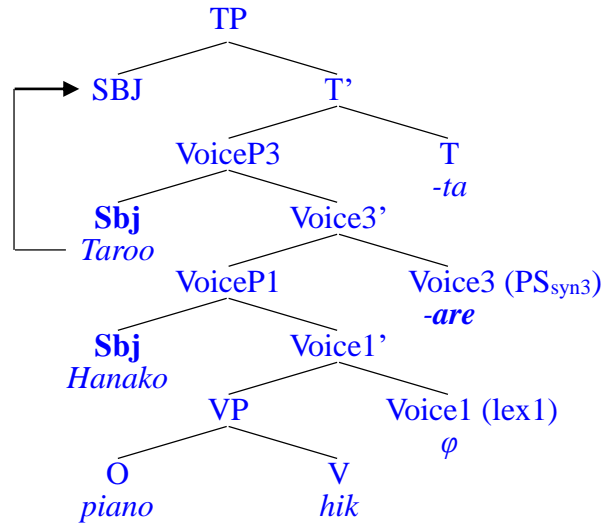 TP
SBJ T’
VoiceP3 T
-ta
Sbj Voice3’
Taroo
VoiceP1 Voice3 (PSsyn3)
-are
Sbj Voice1’
Hanako
VP Voice1 (lex1)
φ
O V
piano hik